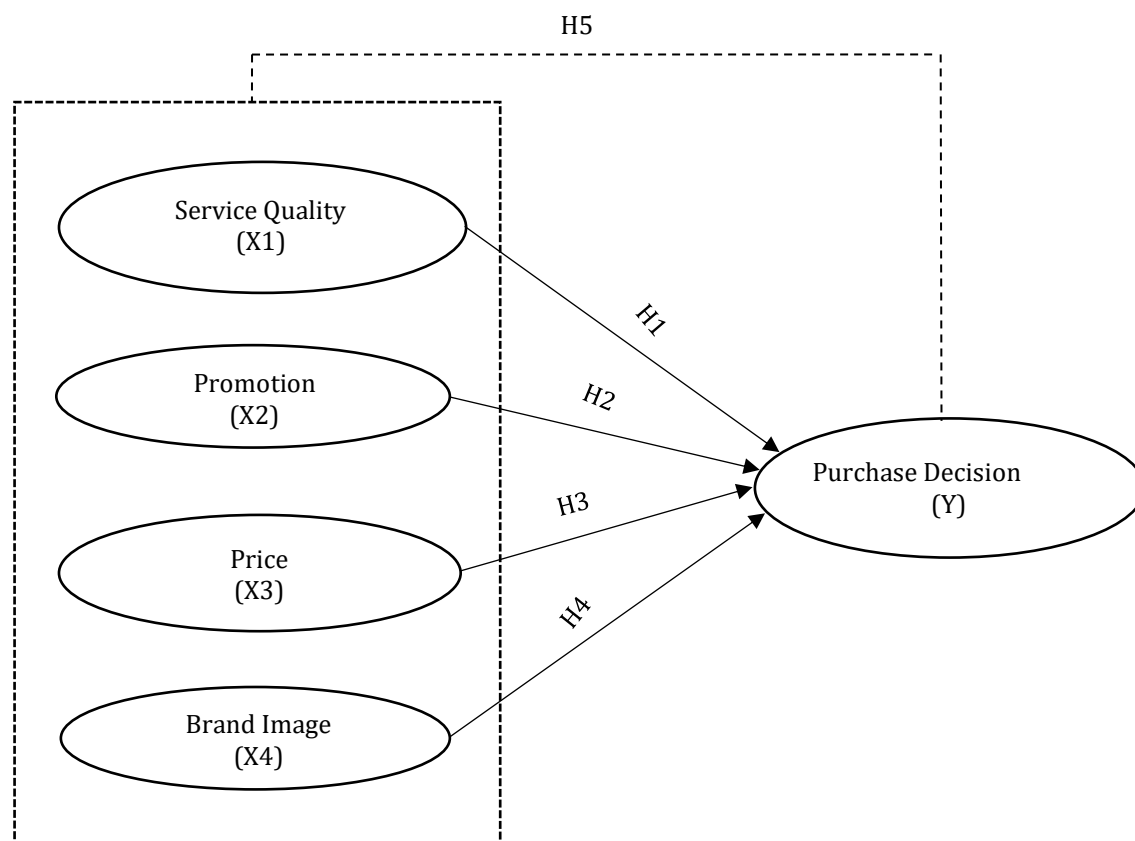 H5
Service Quality
(X1)
H1
Promotion
(X2)
H2
Purchase Decision
(Y)
H3
Price
(X3)
H4
Brand Image
(X4)